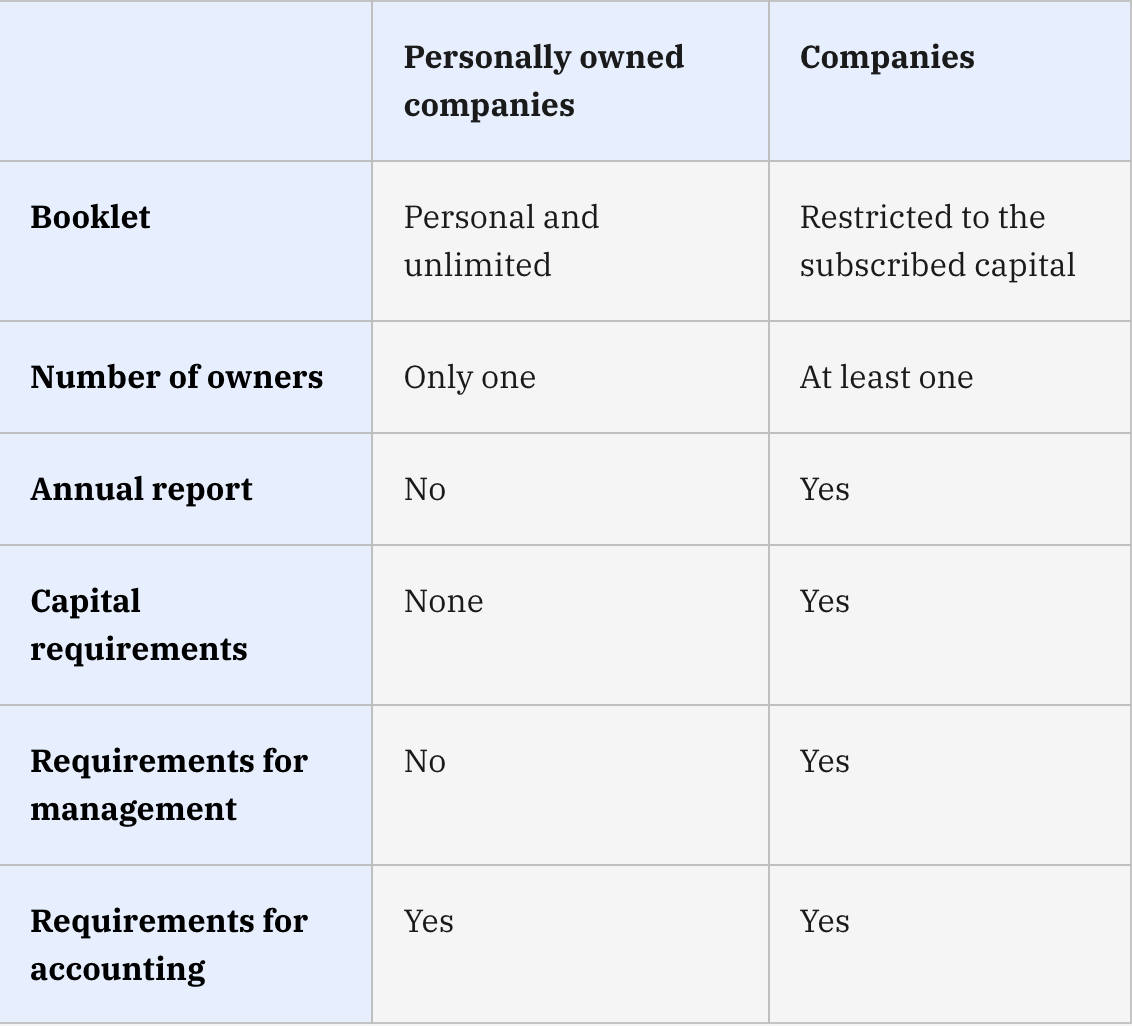 Personally owned
companies
Companies
Booklet
Personal and
unlimited
Restricted to the
subscribed capital
Number of owners
Only one
At least one
Annual report
No
Yes
Capital
requirements
None
Yes
Requirements for
management
No
Yes
Requirements for
accounting
Yes
Yes